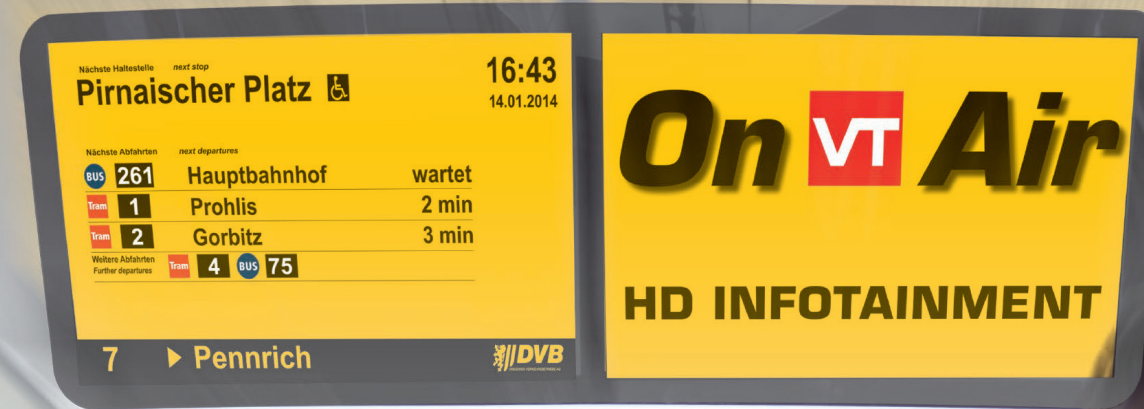 Nächste Haltestelle next stop
Pirnaischer Platz
16:43
14.01.2014
Nächste Abfahrten next departures
BUS 261 Hauptbahnhof wartet
Tram 1 Prohlis 2 min
Tram 2 Gorbitz 3 min
Weitere Abfahrten
Further departures
Tram 4 BUS 75
7 Pennrich
DVB
On VT Air
HD INFOTAINMENT